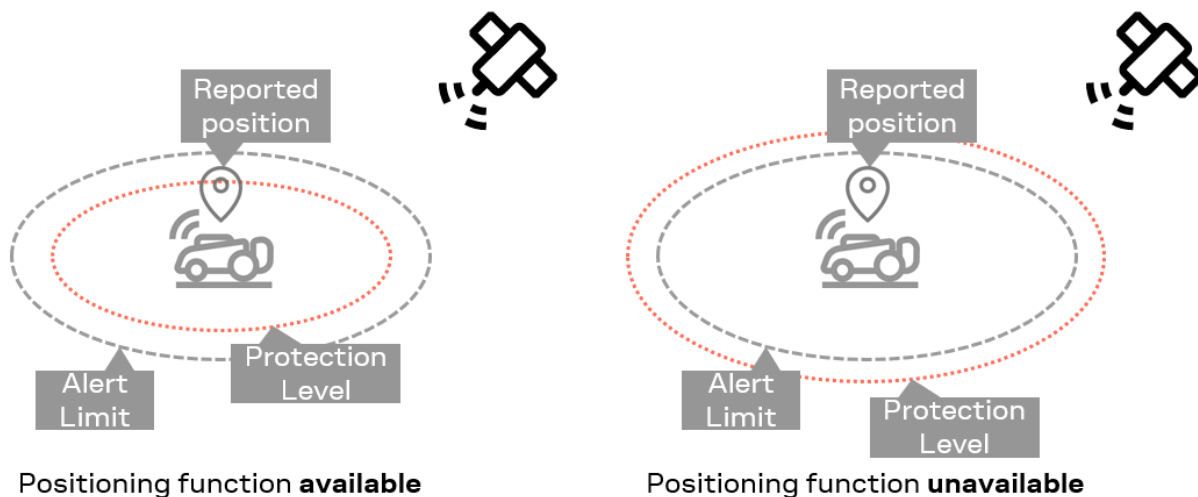 Reported
position
Alert
Limit
Protection
Level
Positioning function available
Reported
position
Alert
Limit
Protection
Level
Positioning function unavailable